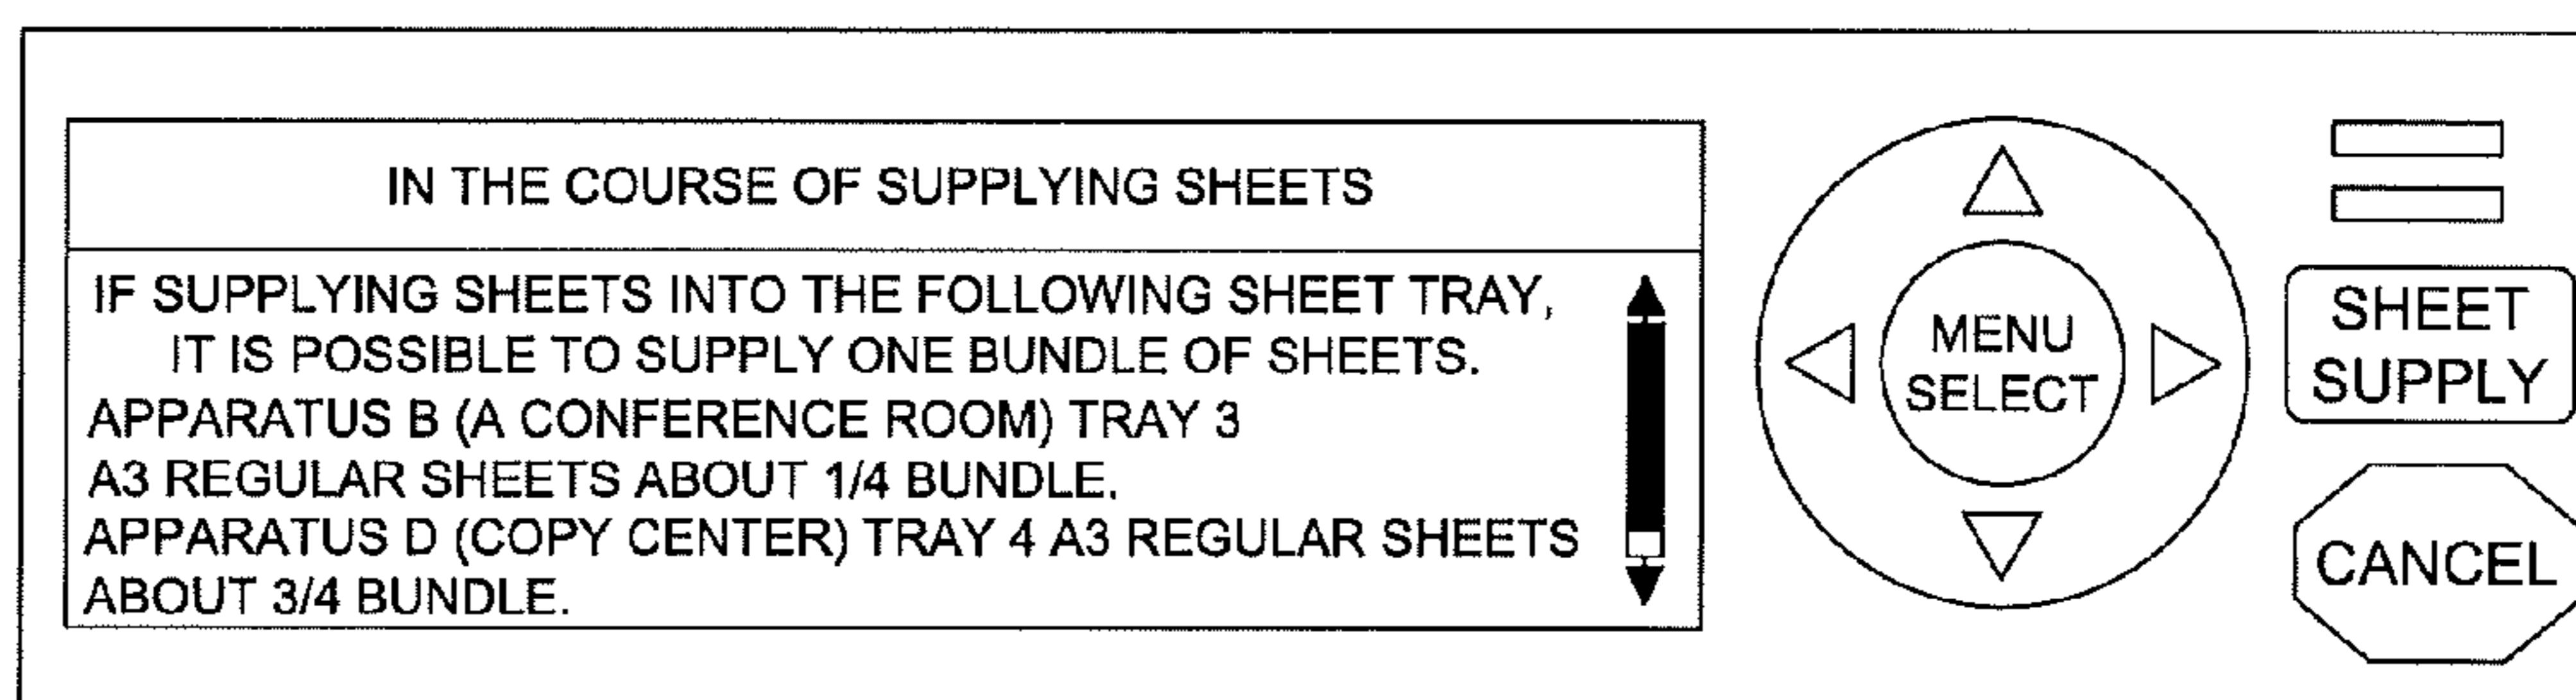 IN THE COURSE OF SUPPLYING SHEETS
IF SUPPLYING SHEETS INTO THE FOLLOWING SHEET TRAY,
IT IS POSSIBLE TO SUPPLY ONE BUNDLE OF SHEETS.
APPARATUS B (A CONFERENCE ROOM) TRAY 3
A3 REGULAR SHEETS ABOUT 1/4 BUNDLE.
APPARATUS D (COPY CENTER) TRAY 4 A3 REGULAR SHEETS
ABOUT 3/4 BUNDLE.
MENU
SELECT
SHEET
SUPPLY
CANCEL